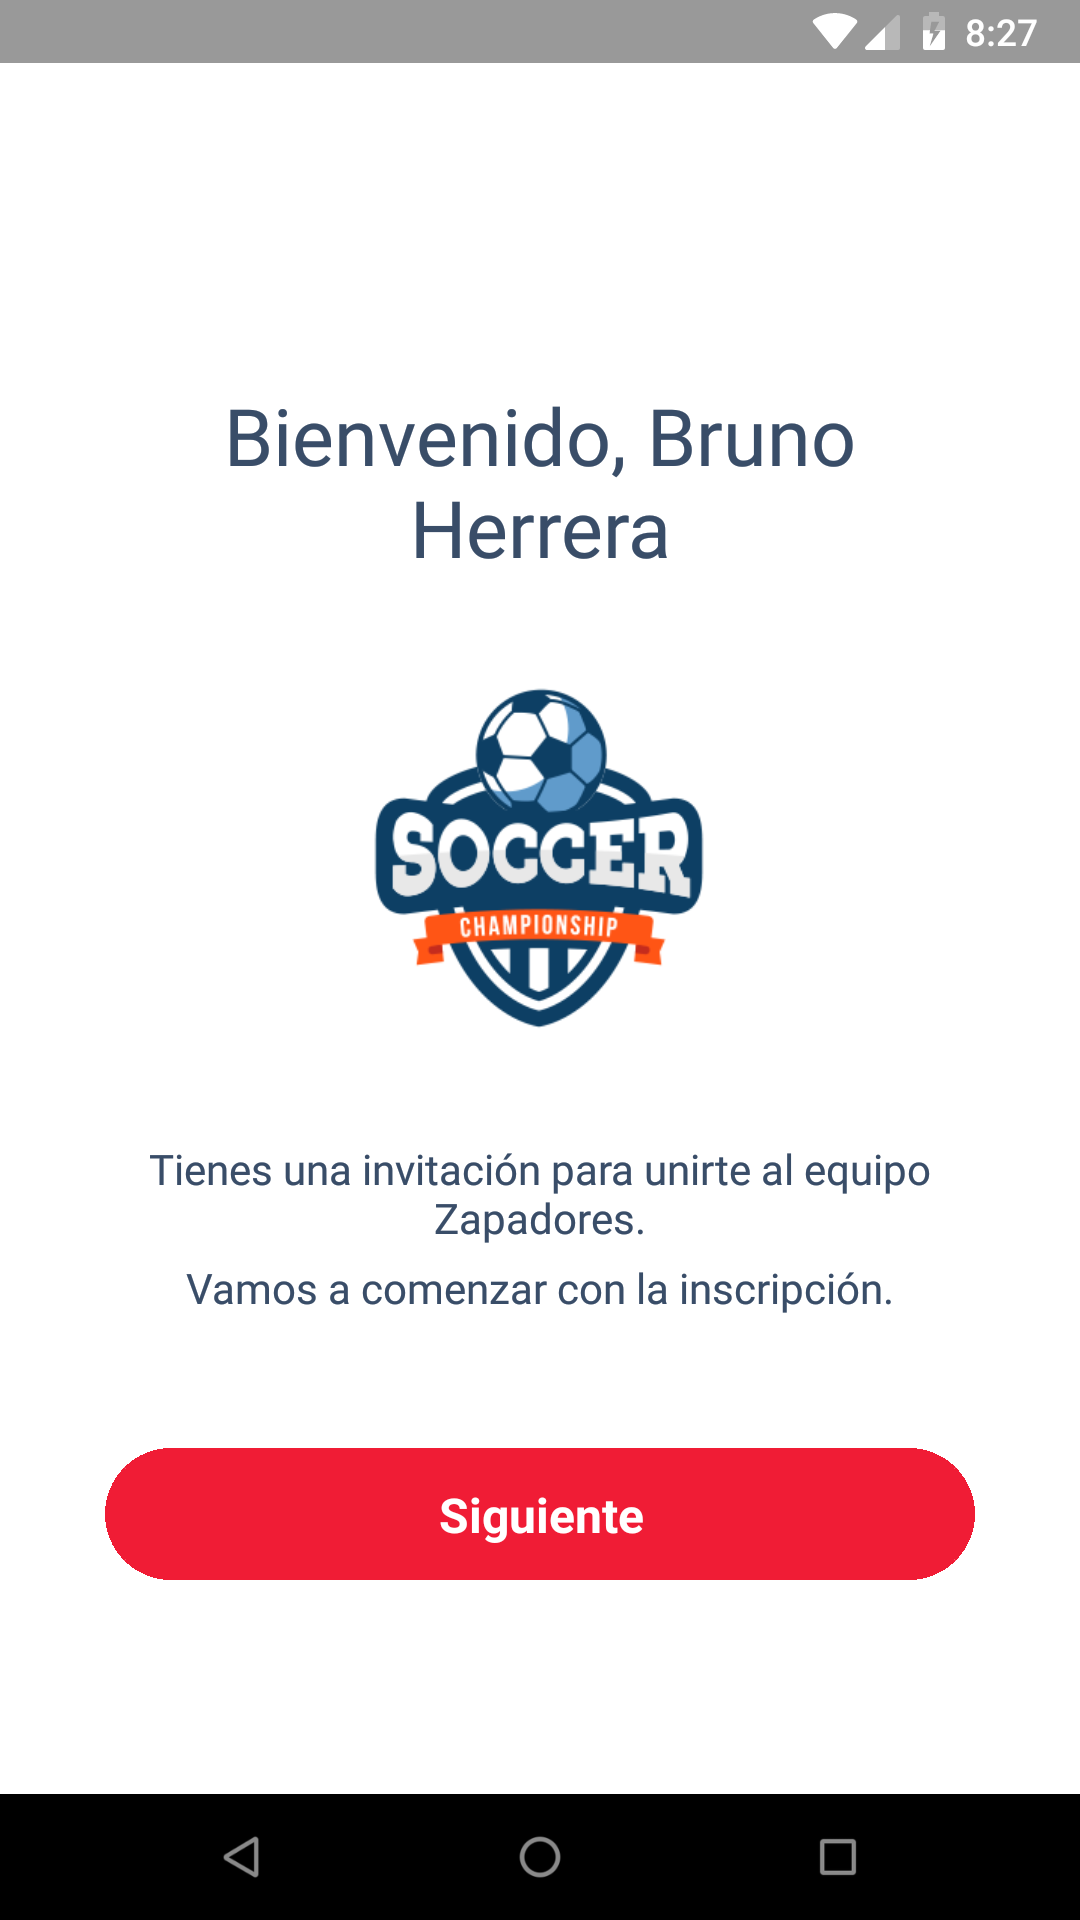 8:27
Bienvenido, Bruno
Herrera
SOCCER
CHAMPIONSHIP
Tienes una invitación para unirte al equipo
Zapadores.
Vamos a comenzar con la inscripción.
Siguiente